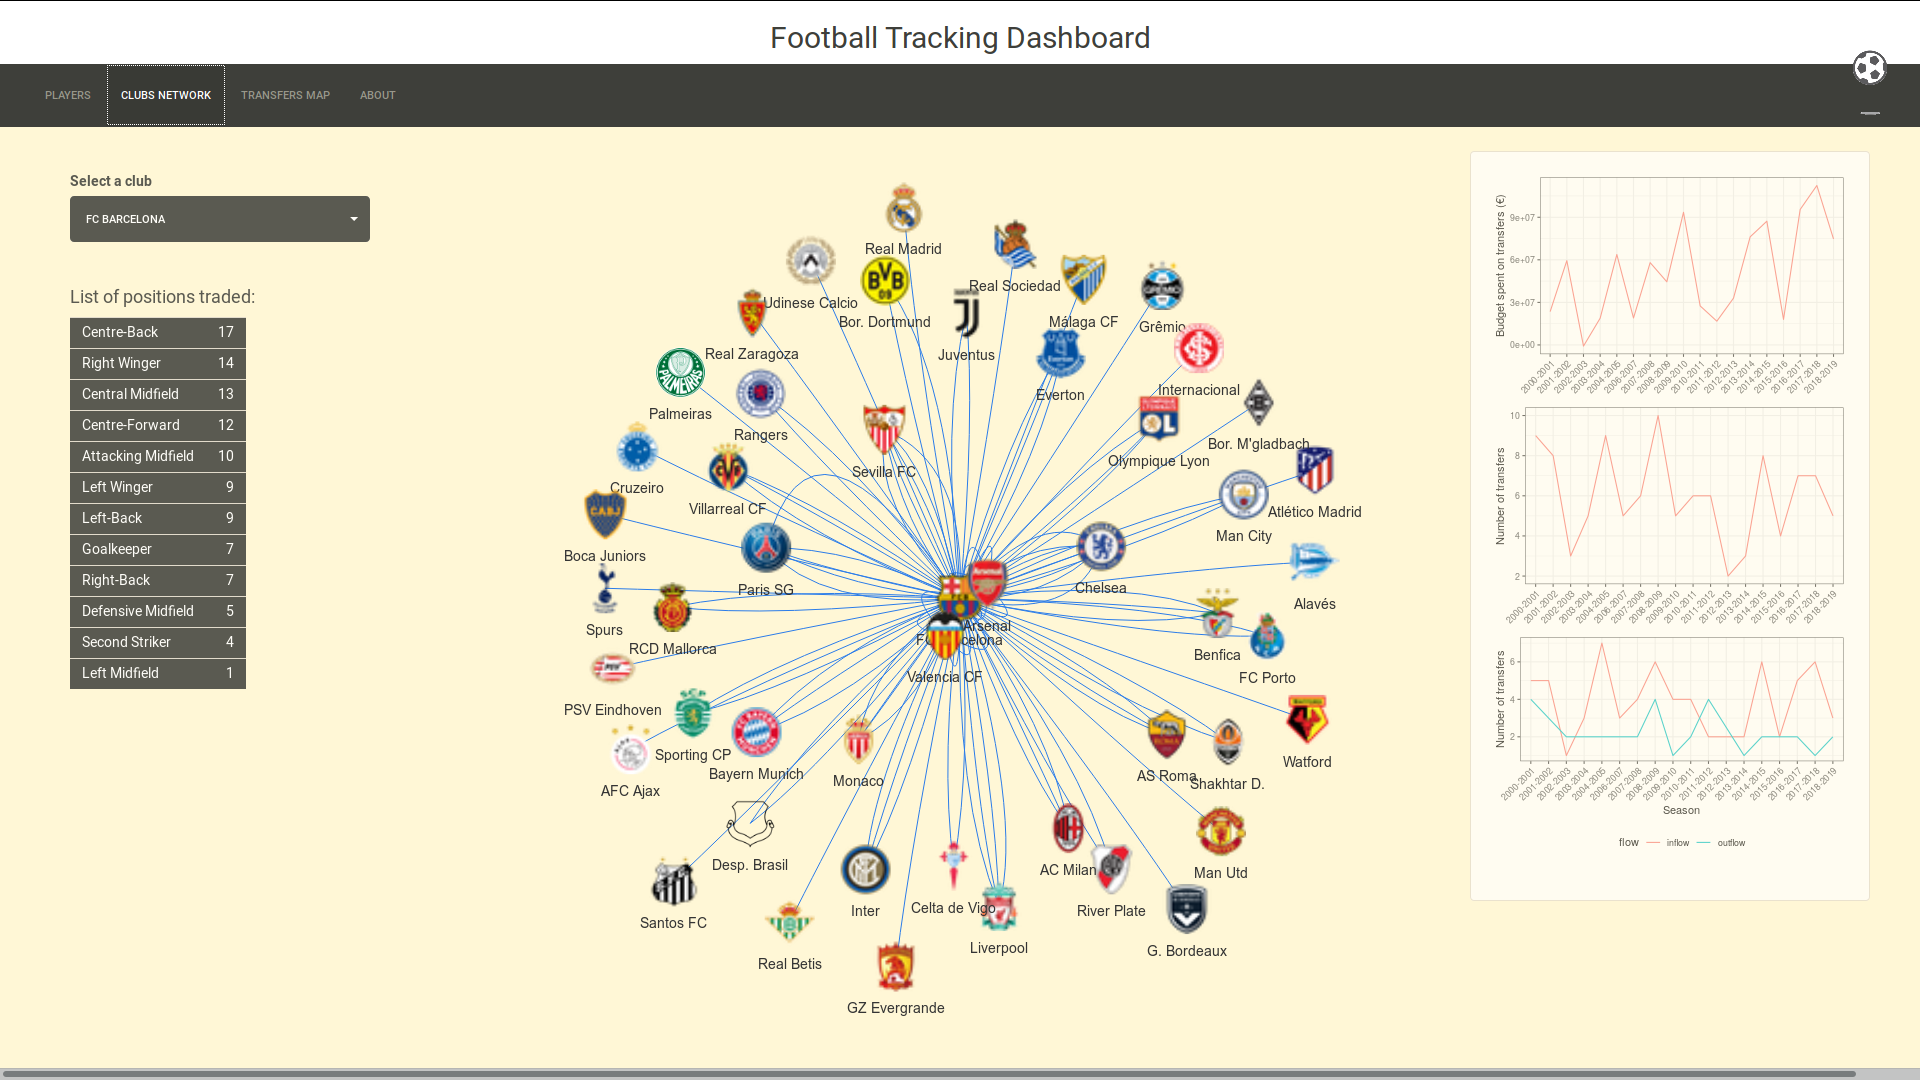 Football Tracking Dashboard
PLAYERS
CLUBS NETWORK
TRANSFERS MAP
ABOUT
Select a club
FC BARCELONA
List of positions traded:
Centre-Back 17
Right Winger 14
Central Midfield 13
Centre-Forward 12
Attacking Midfield 10
Left Winger 9
Left-Back 9
Goalkeeper 7
Right-Back 7
Defensive Midfield 5
Second Striker 4
Left Midfield 1
Real Madrid
Real Sociedad
Udinese Calcio
Bor. Dortmund
Málaga CF
Grêmio
Real Zaragoza
Juventus
Internacional
Everton
Palmeiras
Rangers
Bor. M'gladbach
Olympique Lyon
Sevilla FC
Cruzeiro
Villarreal CF
Atlético Madrid
Man City
Boca Juniors
Paris SG
Chelsea
Alavés
Spurs
Arsenal
RCD Mallorca
Benfica
Valencia CF
FC Porto
PSV Eindhoven
Sporting CP
Bayern Munich
Monaco
AS Roma
Shakhtar D.
Watford
AFC Ajax
Desp. Brasil
AC Milan
Man Utd
Santos FC
Inter
Celta de Vigo
River Plate
Liverpool
G. Bordeaux
Real Betis
GZ Evergrande
Budget spent on transfers (€)
9e+07
6e+07
3e+07
0e+00
2000-2001
2001-2002
2002-2003
2003-2004
2004-2005
2006-2007
2007-2008
2008-2009
2009-2010
2010-2011
2011-2012
2012-2013
2013-2014
2014-2015
2015-2016
2016-2017
2017-2018
2018-2019
Number of transfers
10
8
6
4
2
2000-2001
2001-2002
2002-2003
2003-2004
2004-2005
2006-2007
2007-2008
2008-2009
2009-2010
2010-2011
2011-2012
2012-2013
2013-2014
2014-2015
2015-2016
2016-2017
2017-2018
2018-2019
Number of transfers
6
4
2
2000-2001
2001-2002
2002-2003
2003-2004
2004-2005
2006-2007
2007-2008
2008-2009
2009-2010
2010-2011
2011-2012
2012-2013
2013-2014
2014-2015
2015-2016
2016-2017
2017-2018
2018-2019
Season
flow inflow outflow